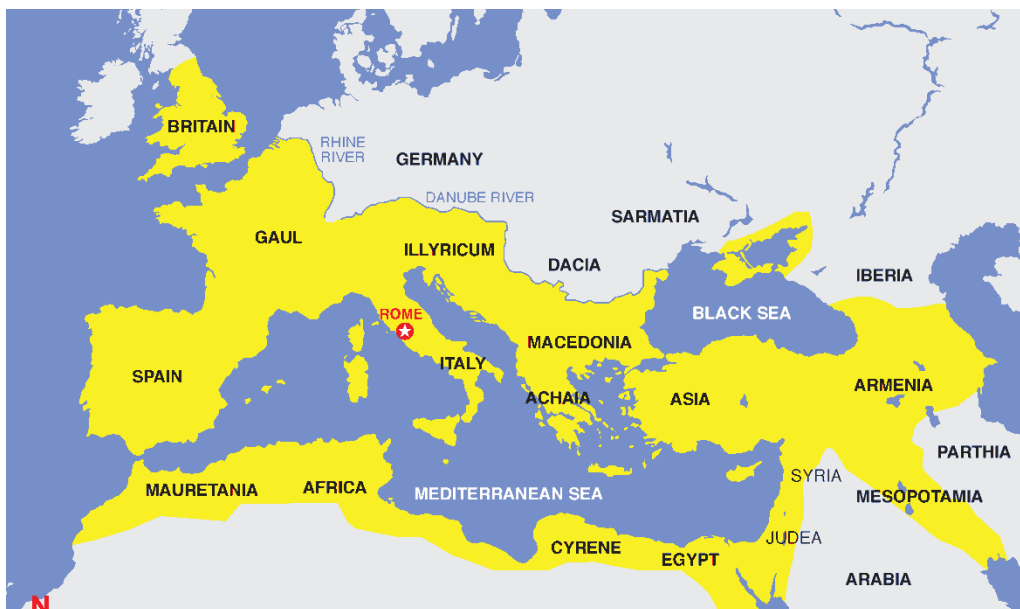 BRITAIN
RHINE
RIVER
GERMANY
DANUBE RIVER
SARMATIA
GAUL
ILLYRICUM
DACIA
IBERIA
ROME
BLACK SEA
MACEDONIA
ITALY
SPAIN
ACHAIA
ASIA
ARMENIA
PARTHIA
SYRIA
MAURETANIA
AFRICA
MEDITERRANEAN SEA
MESOPOTAMIA
JUDEA
CYRENE
EGYPT
ARABIA
N